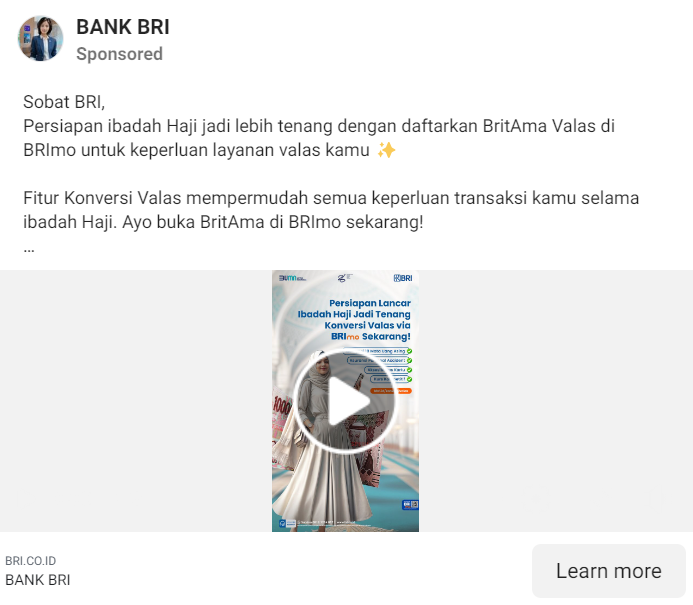 BANK BRI
Sponsored
Sobat BRI,
Persiapan ibadah Haji jadi lebih tenang dengan daftarkan BritAma Valas di
BRImo untuk keperluan layanan valas kamu ✨
Fitur Konversi Valas mempermudah semua keperluan transaksi kamu selama
ibadah Haji. Ayo buka BritAma di BRImo sekarang!
...
BRI
Persiapan Lancar
Ibadah Haji Jadi Tenang
Konversi Valas via
BRImo Sekarang!
BRI.CO.ID
BANK BRI
Learn more